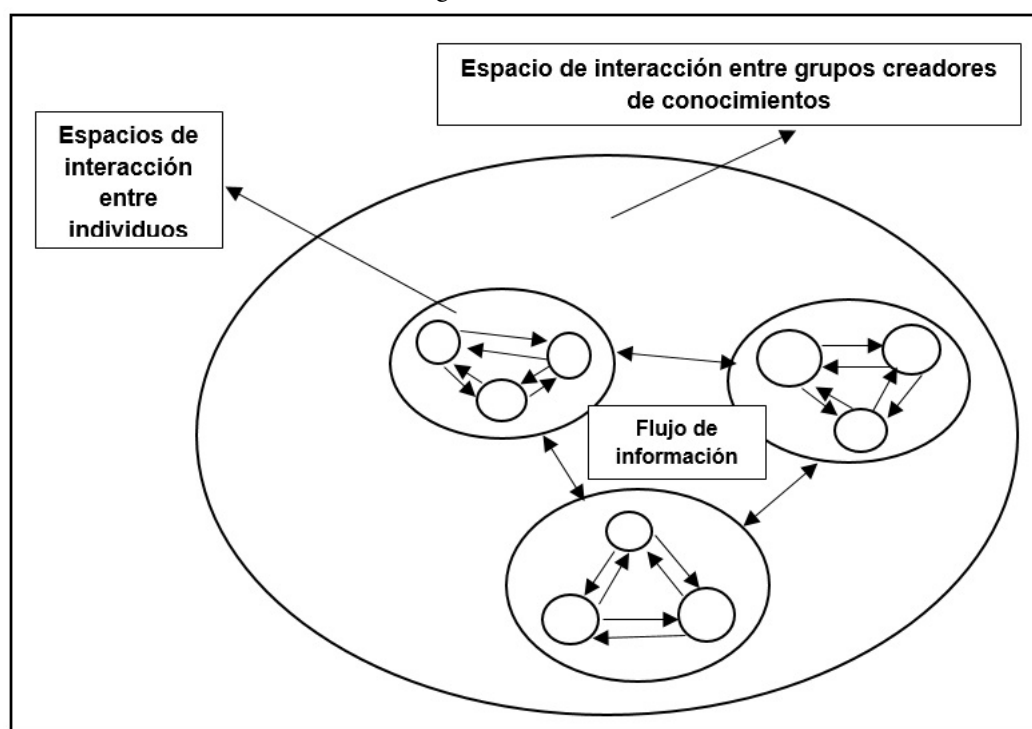 Espacio de interacción entre grupos creadores
de conocimientos
Espacios de
interacción
entre
individuos
Flujo de
información